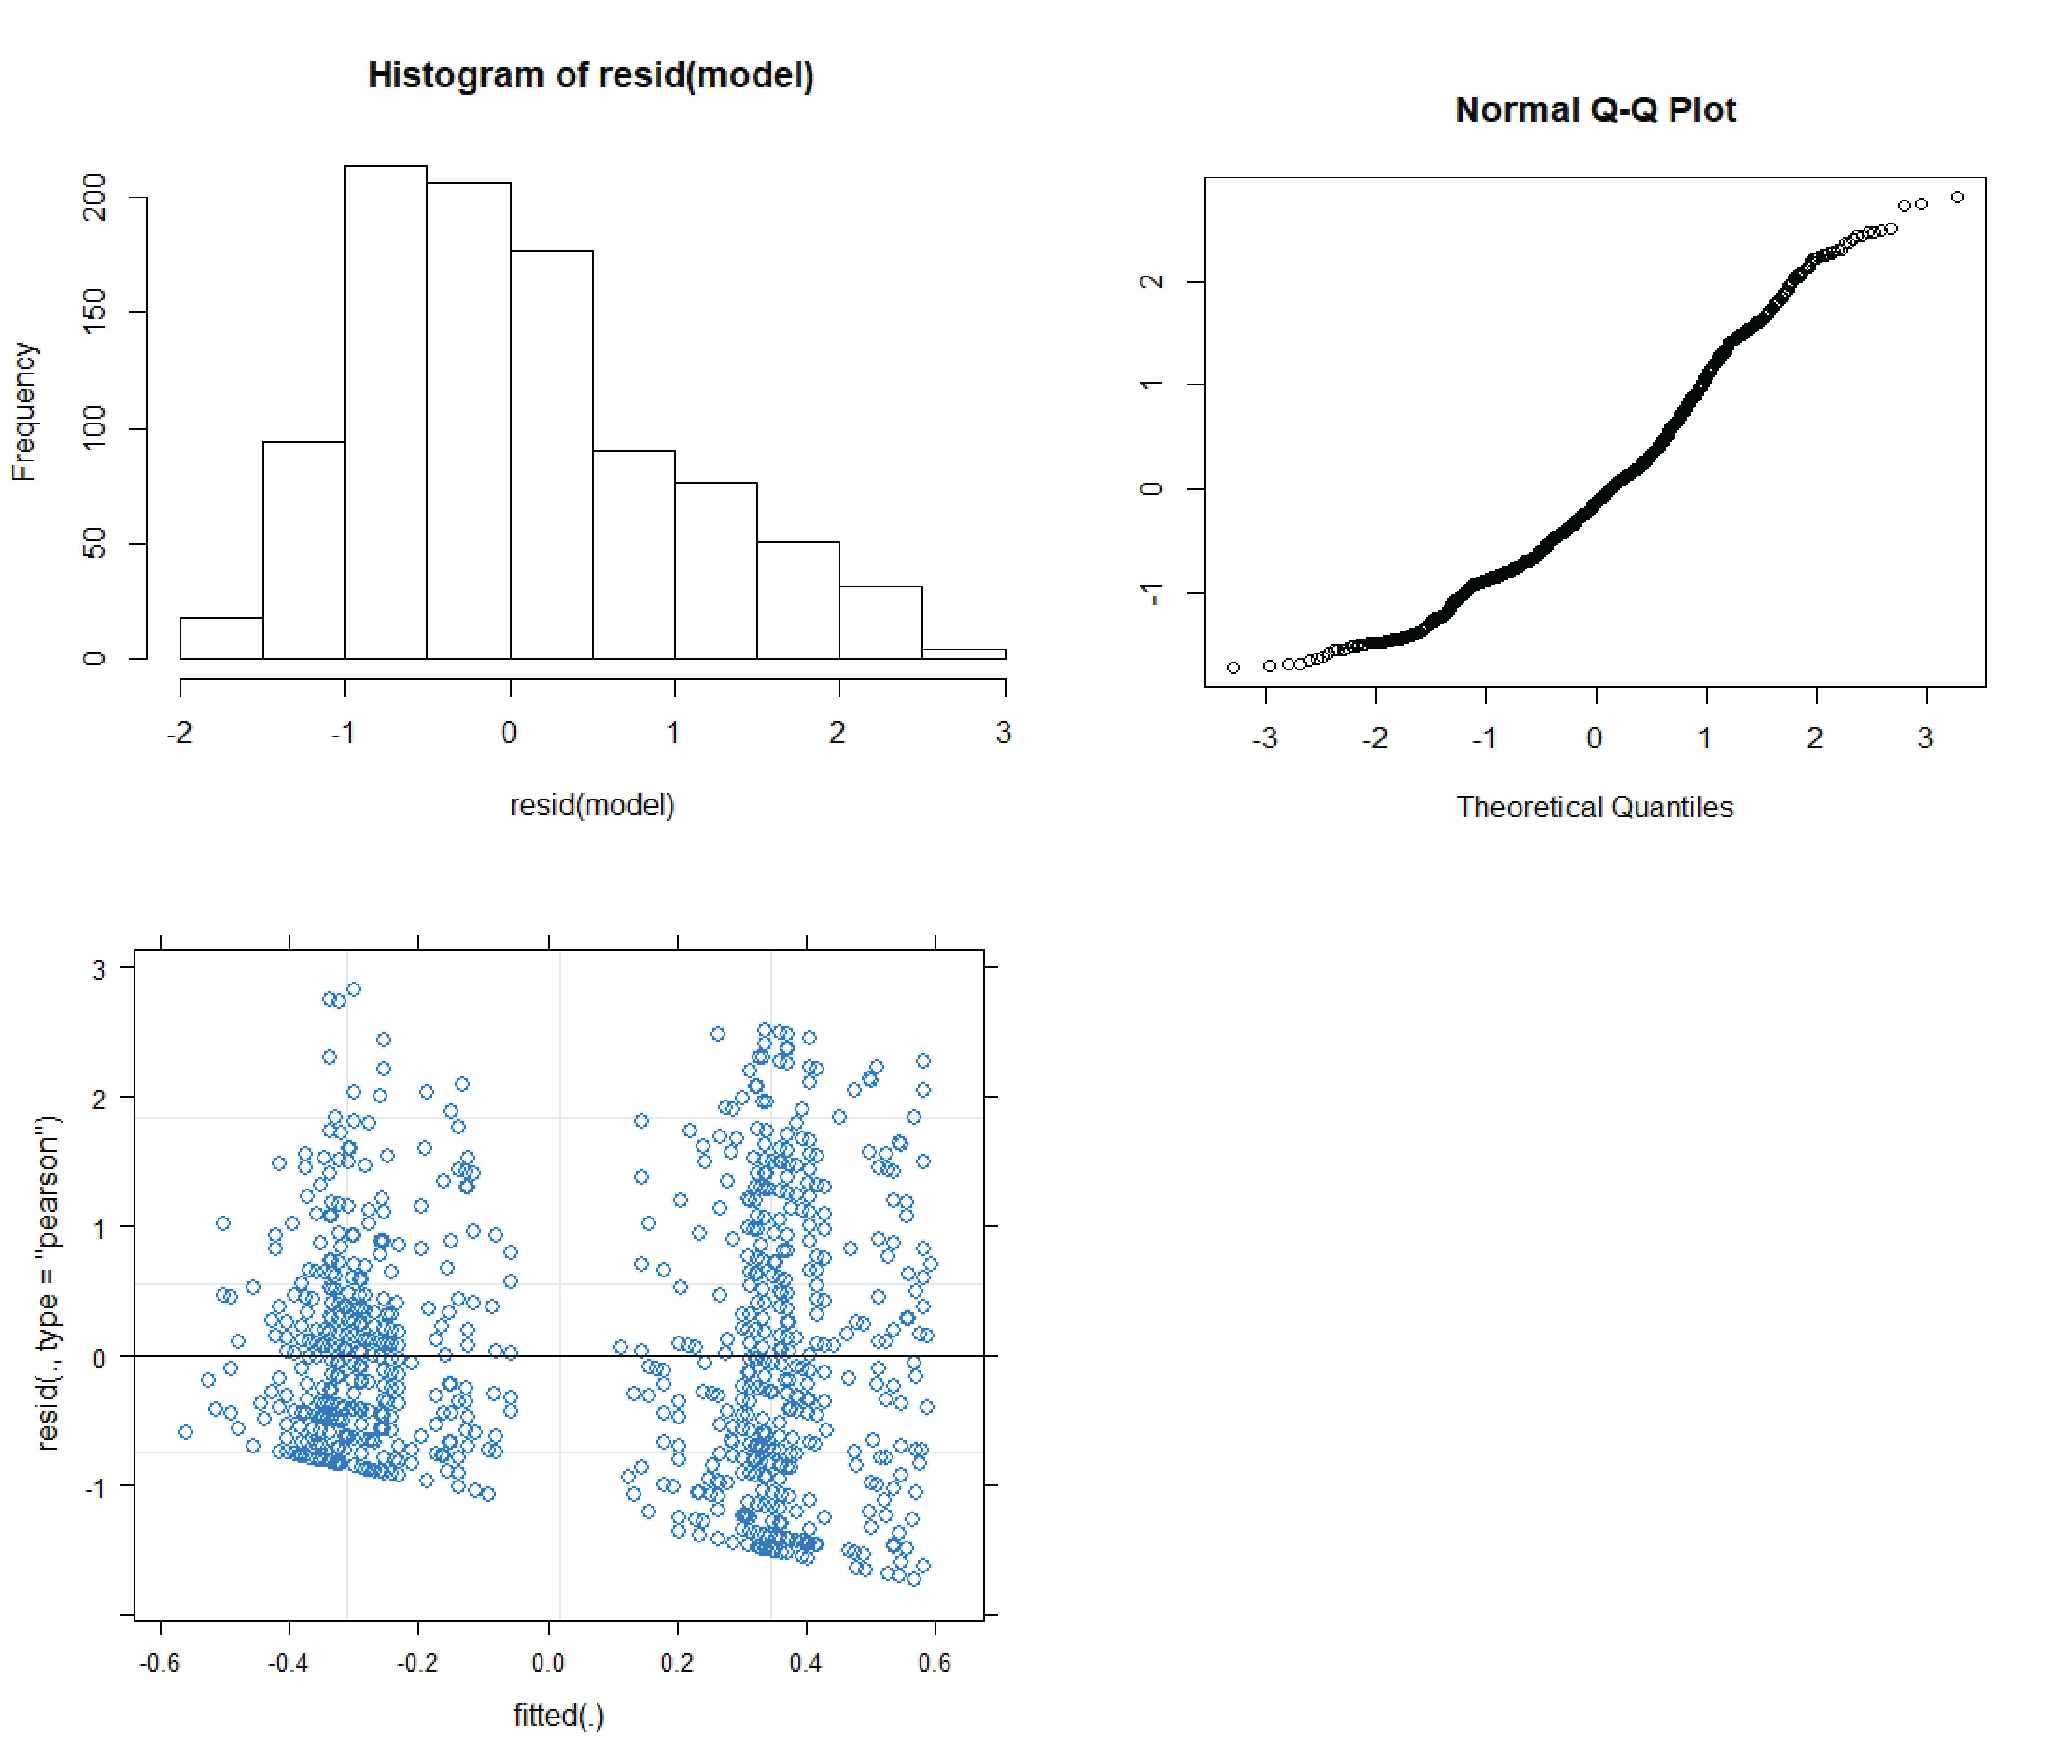 Histogram of resid(model)
Frequency
0 50 100 150 200
-2 -1 0 1 2 3
resid(model)
Normal Q-Q Plot
-1 0 1 2
-3 -2 -1 0 1 2 3
Theoretical Quantiles
resid(., type = "pearson")
3
2
1
0
-1
-0.6 -0.4 -0.2 0.0 0.2 0.4 0.6
fitted(.)